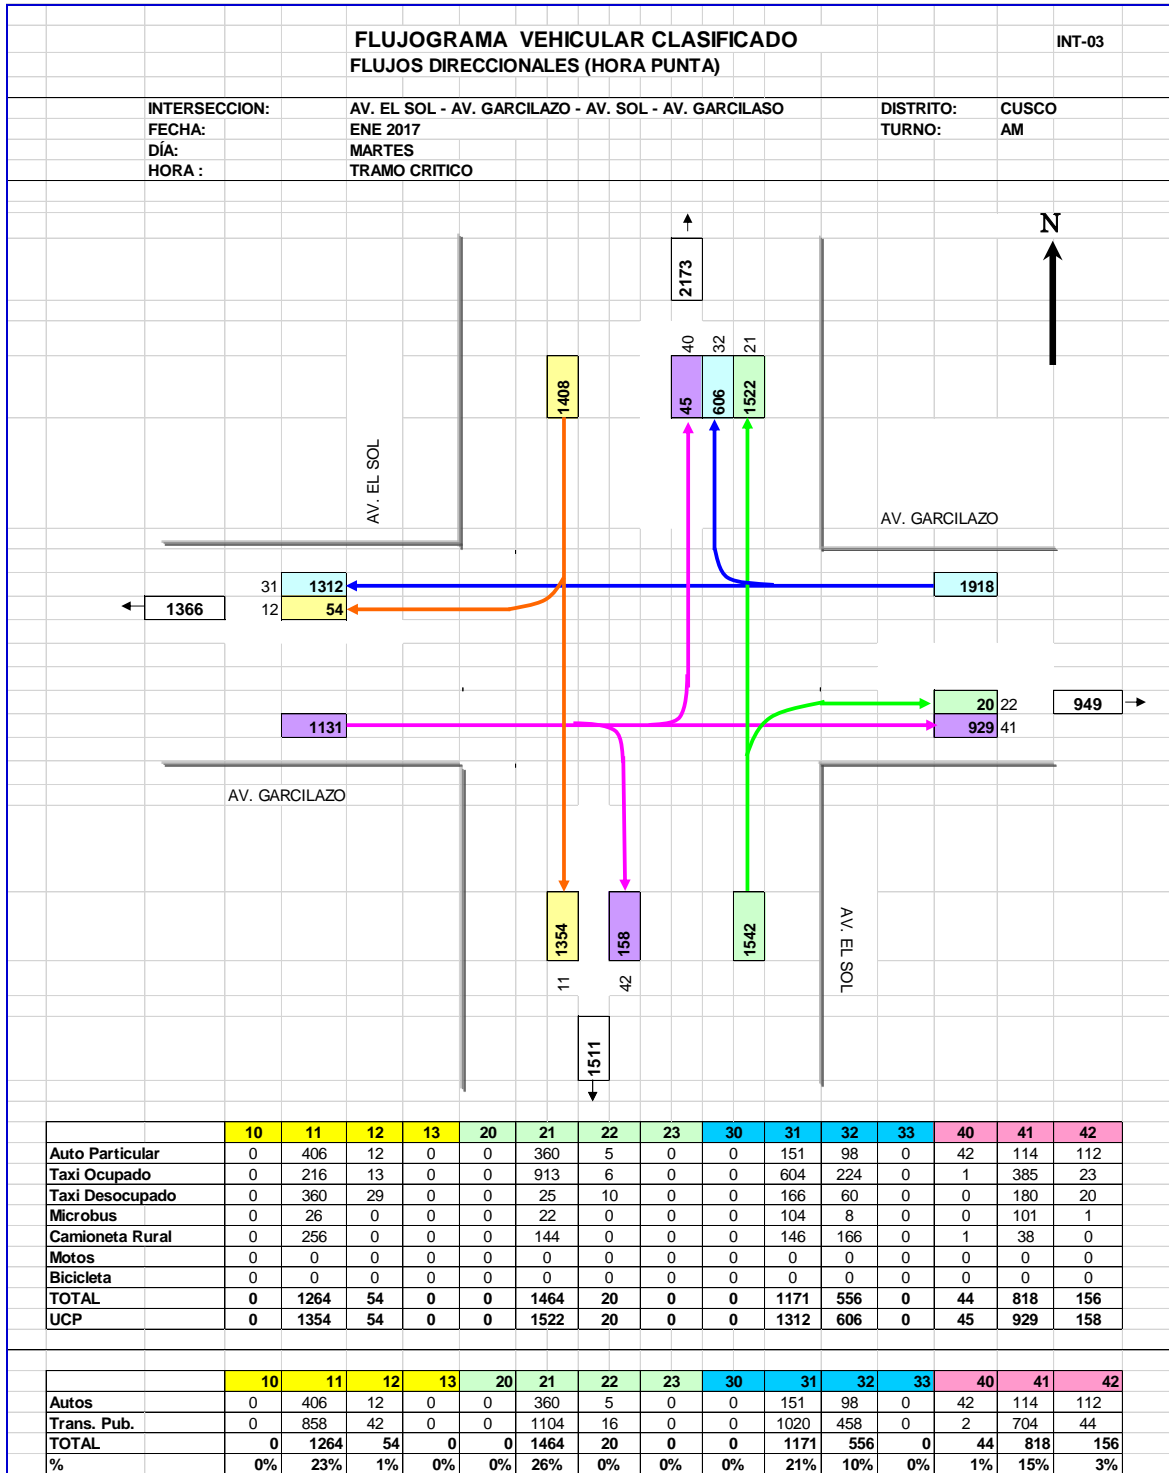 FLUJOGRAMA VEHICULAR CLASIFICADO INT-03
FLUJOS DIRECCIONALES (HORA PUNTA)
INTERSECCION: AV. EL SOL - AV. GARCILAZO - AV. SOL - AV. GARCILASO DISTRITO: CUSCO
FECHA: ENE 2017 TURNO: AM
DÍA: MARTES
HORA : TRAMO CRITICO
N
2173
40 32 21
1408 45 606 1522
AV. EL SOL
AV. GARCILAZO
31 1312 1918
1366 12 54
20 22 949
1131 929 41
AV. GARCILAZO
1354 158 1542
AV. EL SOL
11 42
1511
10 11 12 13 20 21 22 23 30 31 32 33 40 41 42
Auto Particular 0 406 12 0 0 360 5 0 0 151 98 0 42 114 112
Taxi Ocupado 0 216 13 0 0 913 6 0 0 604 224 0 1 385 23
Taxi Desocupado 0 360 29 0 0 25 10 0 0 166 60 0 0 180 20
Microbus 0 26 0 0 0 22 0 0 0 104 8 0 0 101 1
Camioneta Rural 0 256 0 0 0 144 0 0 0 146 166 0 1 38 0
Motos 0 0 0 0 0 0 0 0 0 0 0 0 0 0 0
Bicicleta 0 0 0 0 0 0 0 0 0 0 0 0 0 0 0
TOTAL 0 1264 54 0 0 1464 20 0 0 1171 556 0 44 818 156
UCP 0 1354 54 0 0 1522 20 0 0 1312 606 0 45 929 158
10 11 12 13 20 21 22 23 30 31 32 33 40 41 42
Autos 0 406 12 0 0 360 5 0 0 151 98 0 42 114 112
Trans. Pub. 0 858 42 0 0 1104 16 0 0 1020 458 0 2 704 44
TOTAL 0 1264 54 0 0 1464 20 0 0 1171 556 0 44 818 156
% 0% 23% 1% 0% 0% 26% 0% 0% 0% 21% 10% 0% 1% 15% 3%